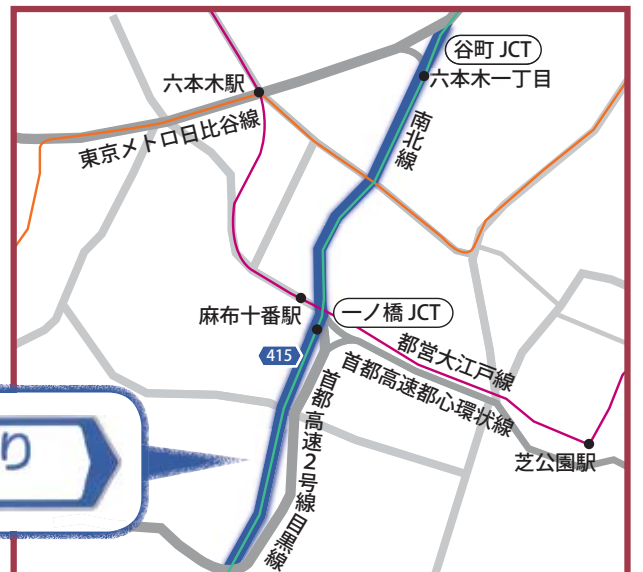 谷町 JCT
六本木駅
六本木一丁目
東京メトロ日比谷線
南北線
麻布十番駅
一ノ橋 JCT
415
都営大江戸線
首都高速都心環状線
首都高速2号線目黒線
芝公園駅
り